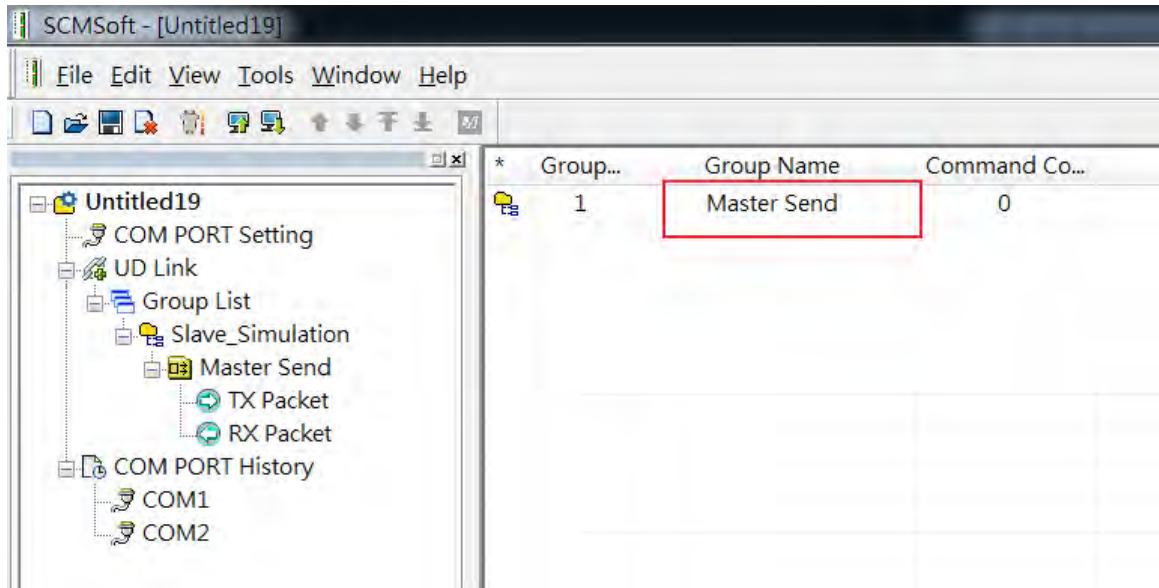 SCMSoft - [Untitled19]
File Edit View Tools Window Help
* Group... Group Name Command Co...
1 Master Send 0
Untitled19
COM PORT Setting
UD Link
Group List
Slave_Simulation
Master Send
TX Packet
RX Packet
COM PORT History
COM1
COM2